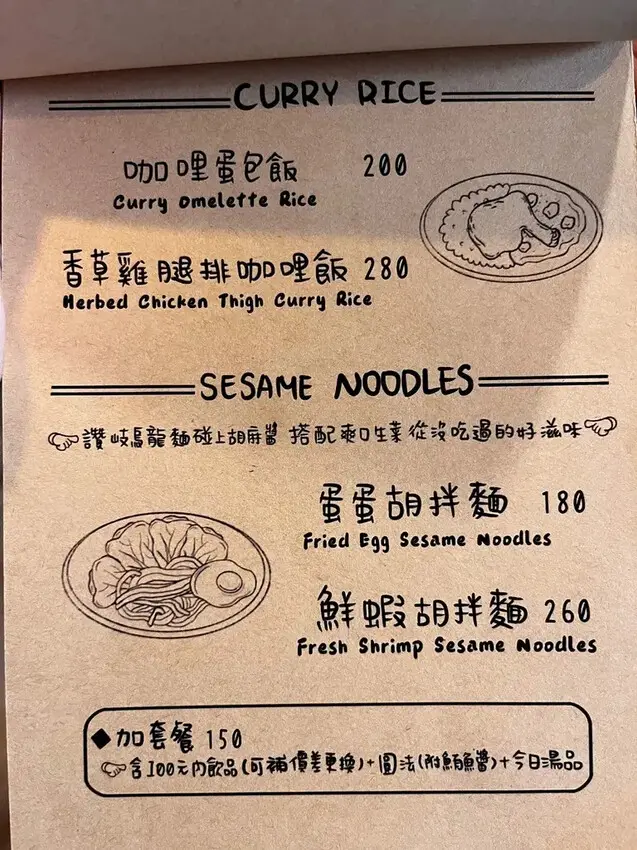 CURRY RICE
咖哩蛋包飯 200
Curry Omelette Rice
香草雞腿排咖哩飯 280
Herbed Chicken Thigh Curry Rice
SESAME NOODLES
讚岐烏龍麵碰上胡麻醬 搭配爽口生菜 從沒吃過的好滋味
蛋蛋胡拌麵 180
Fried Egg Sesame Noodles
鮮蝦胡拌麵 260
Fresh Shrimp Sesame Noodles
◆加套餐 150
含100元內飲品(可補價差更換)+圓法(附鮪魚醬)+今日湯品